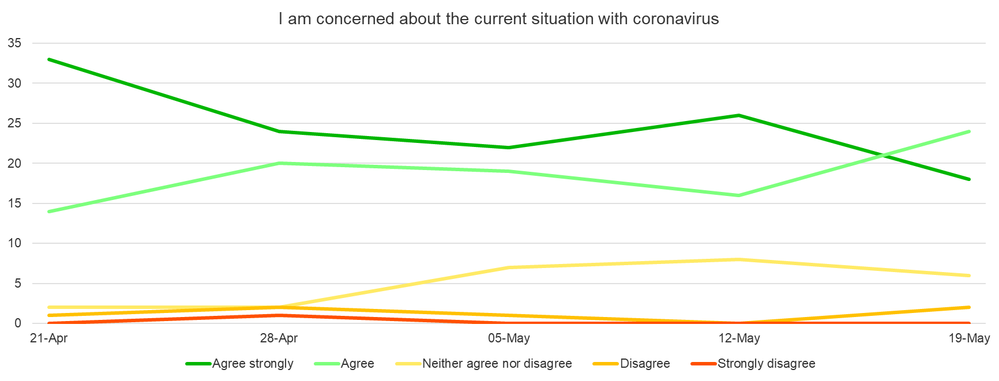 I am concerned about the current situation with coronavirus
35
30
25
20
15
10
5
0
21-Apr 28-Apr 05-May 12-May 19-May
Agree strongly Agree Neither agree nor disagree Disagree Strongly disagree